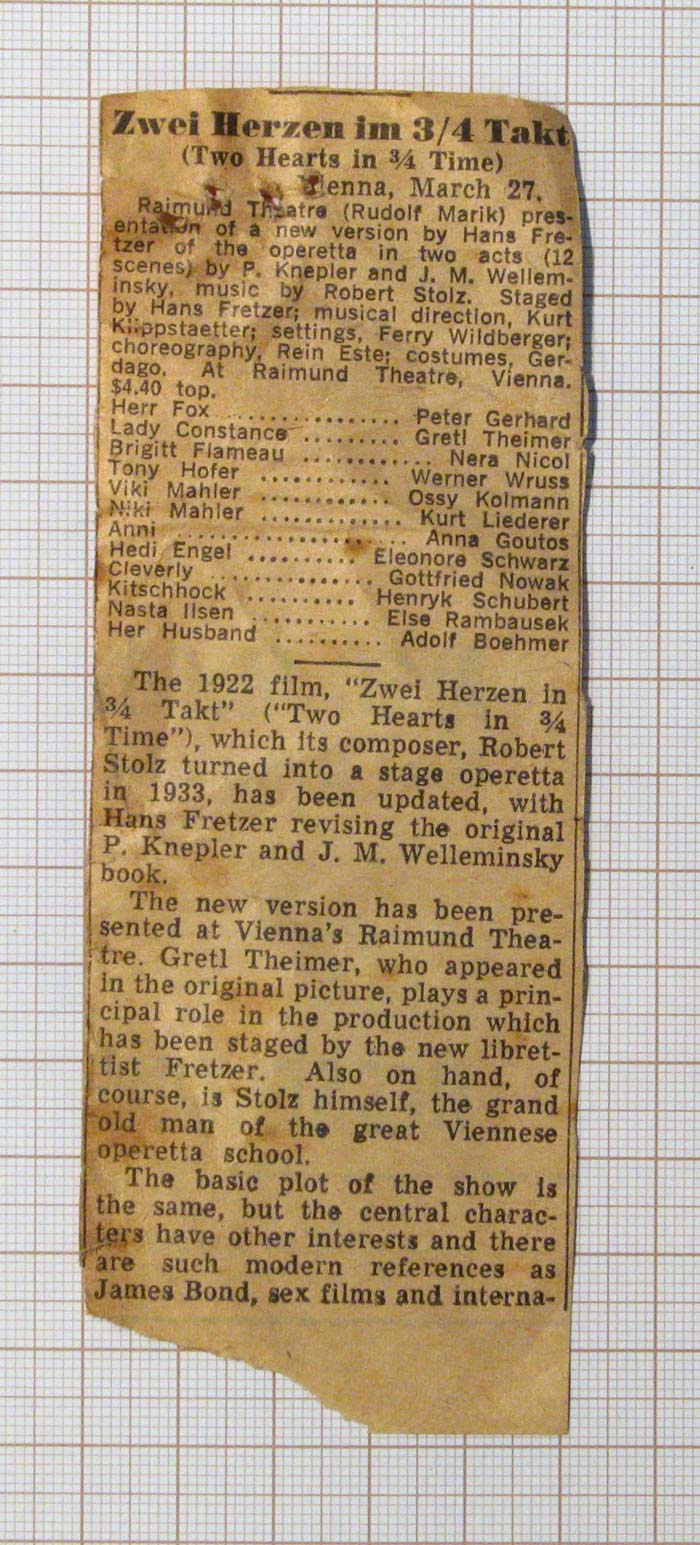 Zwei Herzen im 3/4 Takt
(Two Hearts in ¾ Time)
Vienna, March 27.
Raimund Theatre (Rudolf Marik) pres-
entation of a new version by Hans Fre-
tzer of the operetta in two acts (12
scenes) by P. Knepler and J. M. Wellem-
insky, music by Robert Stolz. Staged
by Hans Fretzer; musical direction, Kurt
Klippstaetter; settings, Ferry Wildberger;
choreography, Rein Este; costumes, Ger-
dago. At Raimund Theatre, Vienna.
$4.40 top.
Herr Fox ............... Peter Gerhard
Lady Constance ......... Gretl Theimer
Brigitt Flameau ............ Nera Nicol
Tony Hofer ............ Werner Wruss
Viki Mahler ............ Ossy Kolmann
Niki Mahler ............. Kurt Liederer
Anni ....................... Anna Goutos
Hedi Engel .......... Eleonore Schwarz
Cleverly ............... Gottfried Nowak
Kitschhock .......... Henryk Schubert
Nasta Ilsen ........... Else Rambausek
Her Husband .......... Adolf Boehmer
The 1922 film, “Zwei Herzen in
¾ Takt” (“Two Hearts in ¾
Time”), which its composer, Robert
Stolz turned into a stage operetta
in 1933, has been updated, with
Hans Fretzer revising the original
P. Knepler and J. M. Welleminsky
book.
The new version has been pre-
sented at Vienna's Raimund Thea-
tre. Gretl Theimer, who appeared
in the original picture, plays a prin-
cipal role in the production which
has been staged by the new libret-
tist Fretzer. Also on hand, of
course, is Stolz himself, the grand
old man of the great Viennese
operetta school.
The basic plot of the show is
the same, but the central charac-
ters have other interests and there
are such modern references as
James Bond, sex films and interna-